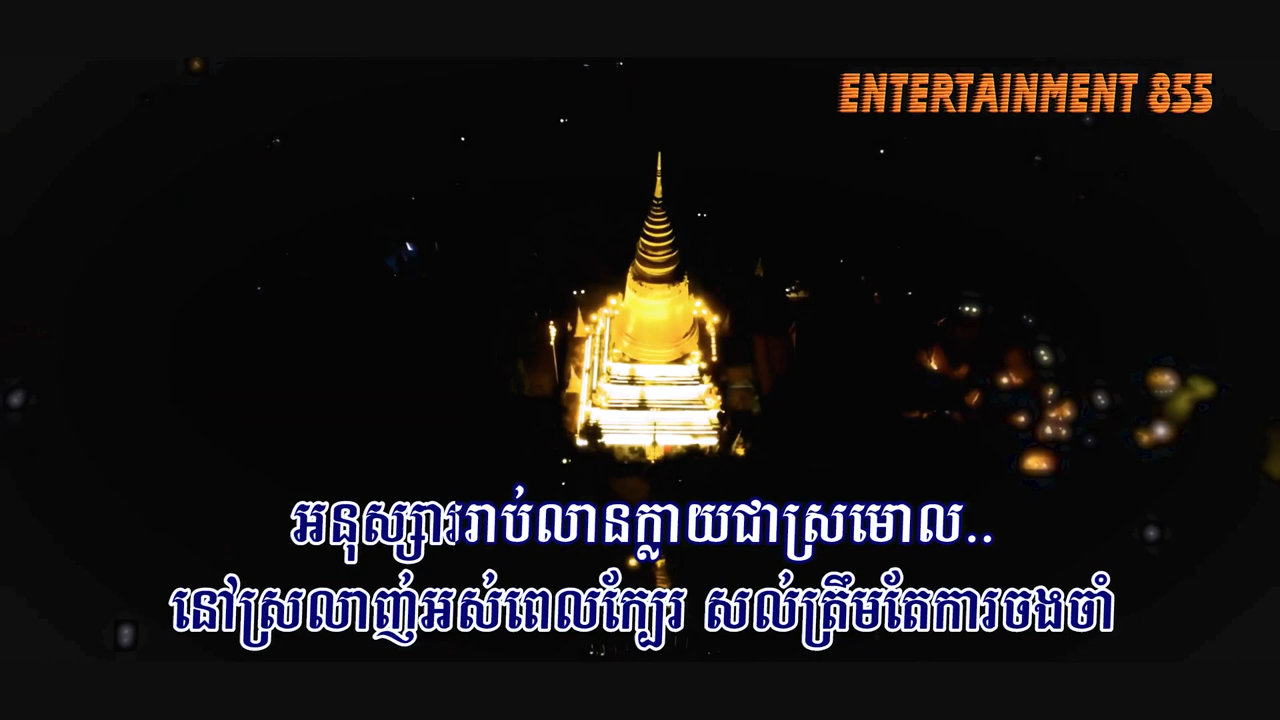 ENTERTAINMENT 855
អនុស្សាវរាប់លានក្លាយជាស្រមោល..
នៅស្រលាញ់អស់ពេលក្បែរ សល់ត្រឹមតែការចងចាំ